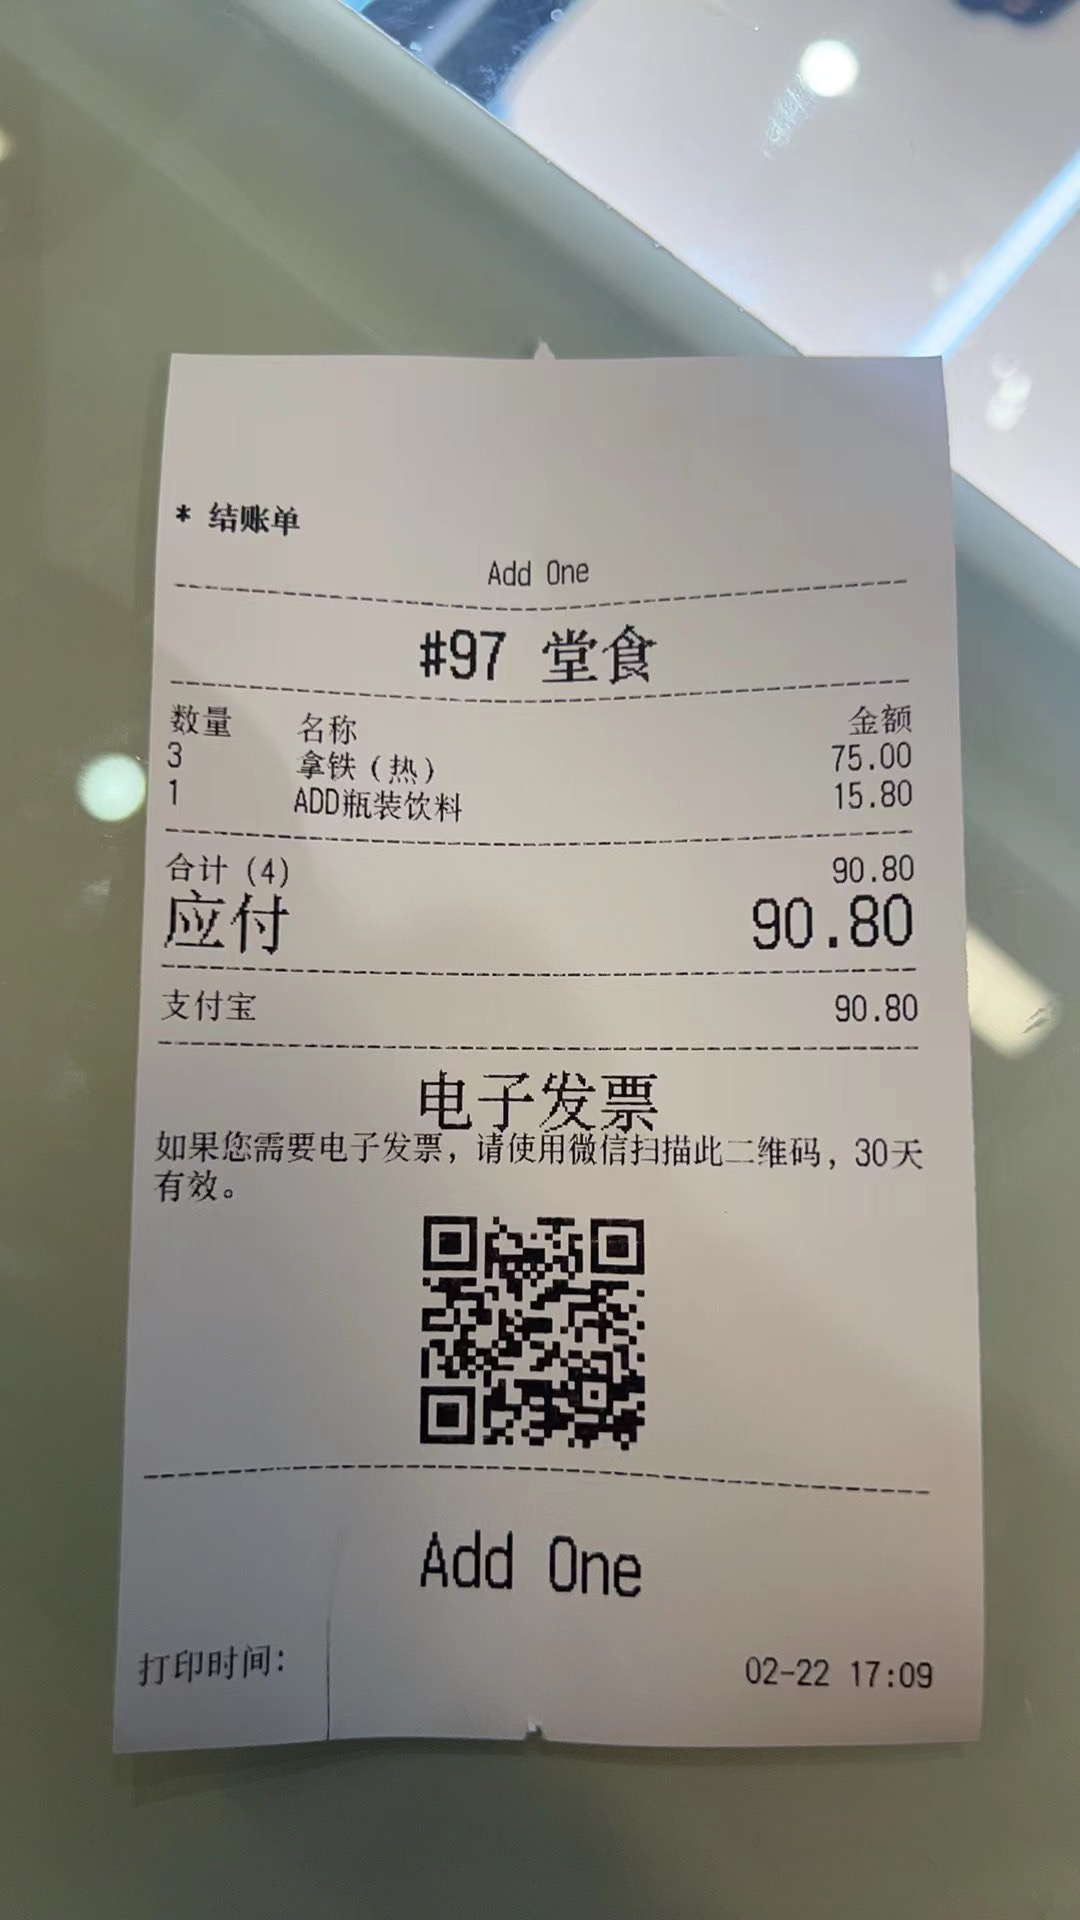 * 结账单
Add One
#97 堂食
数量 名称 金额
3 拿铁（热） 75.00
1 ADD瓶装饮料 15.80
合计 (4) 90.80
应付 90.80
支付宝 90.80
电子发票
如果您需要电子发票，请使用微信扫描此二维码，30天
有效。
Add One
打印时间: 02-22 17:09